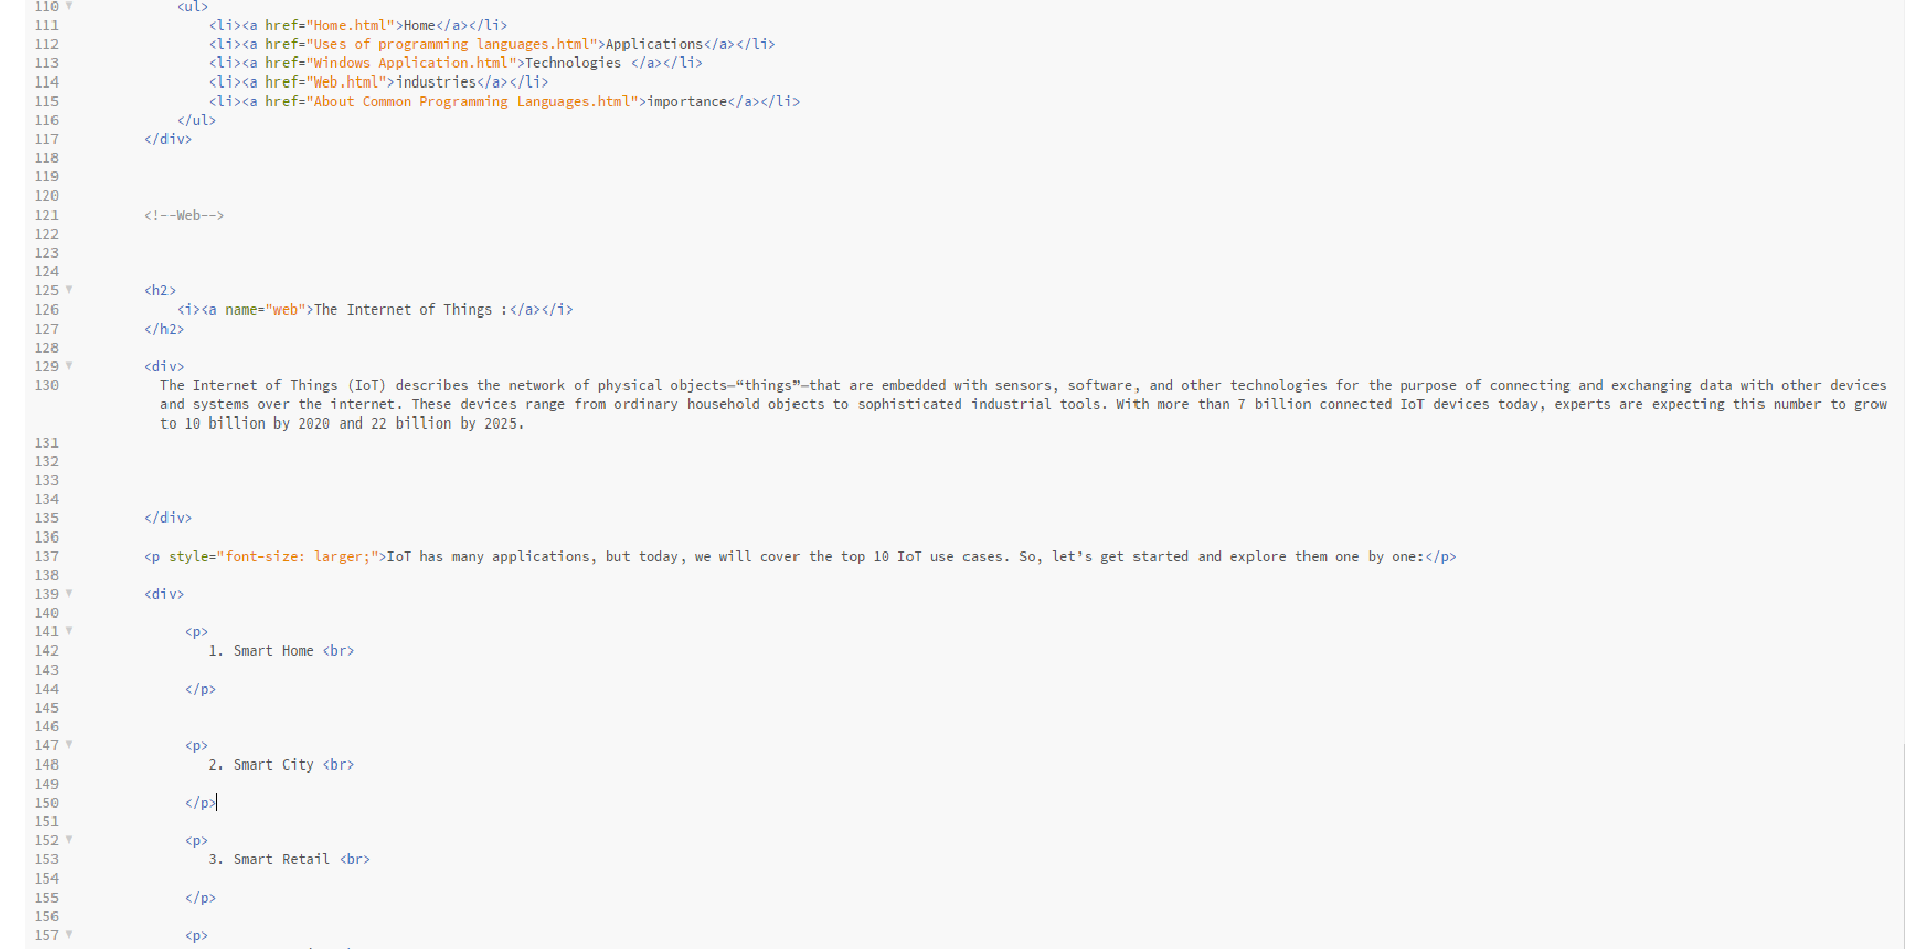 110 <ul>
111 <li><a href="Home.html">Home</a></li>
112 <li><a href="Uses of programming languages.html">Applications</a></li>
113 <li><a href="Windows Application.html">Technologies </a></li>
114 <li><a href="Web.html">industries</a></li>
115 <li><a href="About Common Programming Languages.html">importance</a></li>
116 </ul>
117 </div>
118
119
120
121 <!--Web-->
122
123
124
125 <h2>
126 <i><a name="web">The Internet of Things :</a></i>
127 </h2>
128
129 <div>
130 The Internet of Things (IoT) describes the network of physical objects—“things”—that are embedded with sensors, software, and other technologies for the purpose of connecting and exchanging data with other devices
and systems over the internet. These devices range from ordinary household objects to sophisticated industrial tools. With more than 7 billion connected IoT devices today, experts are expecting this number to grow
to 10 billion by 2020 and 22 billion by 2025.
131
132
133
134
135 </div>
136
137 <p style="font-size: larger;">IoT has many applications, but today, we will cover the top 10 IoT use cases. So, let’s get started and explore them one by one:</p>
138
139 <div>
140
141 <p>
142 1. Smart Home <br>
143
144 </p>
145
146
147 <p>
148 2. Smart City <br>
149
150 </p>
151
152 <p>
153 3. Smart Retail <br>
154
155 </p>
156
157 <p>